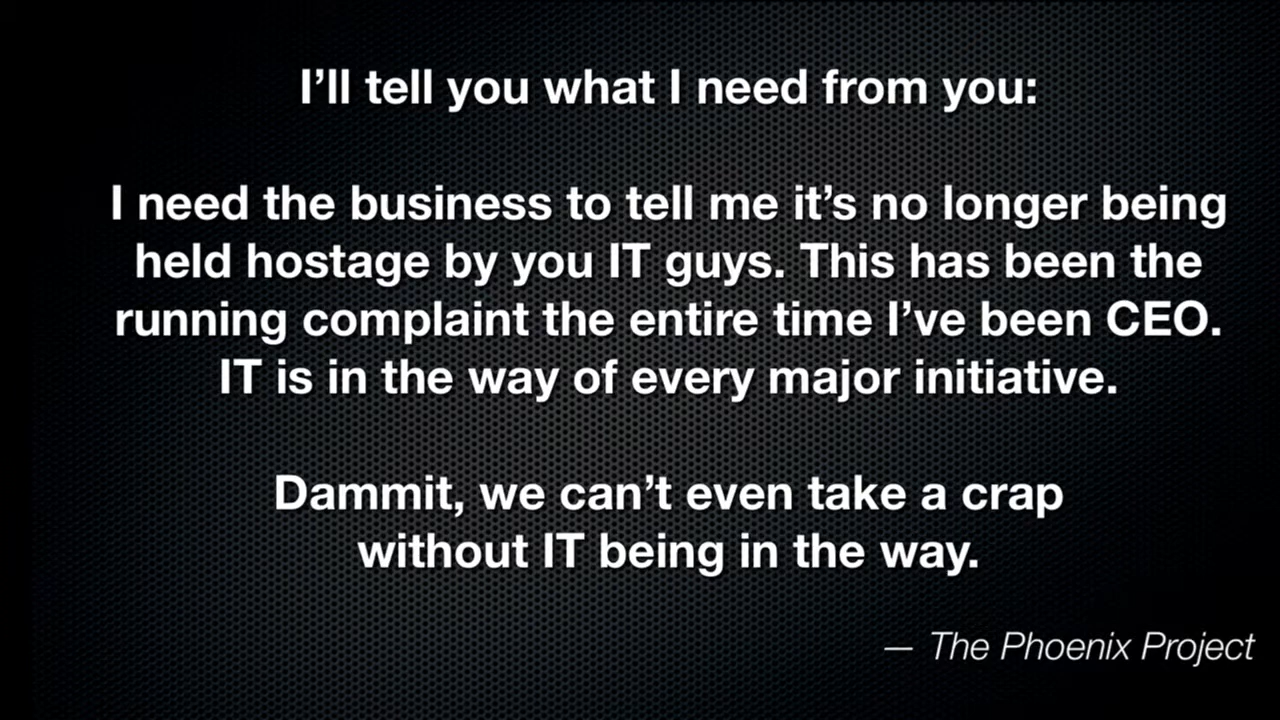 I’ll tell you what I need from you:
I need the business to tell me it’s no longer being
held hostage by you IT guys. This has been the
running complaint the entire time I’ve been CEO.
IT is in the way of every major initiative.
Dammit, we can’t even take a crap
without IT being in the way.
— The Phoenix Project